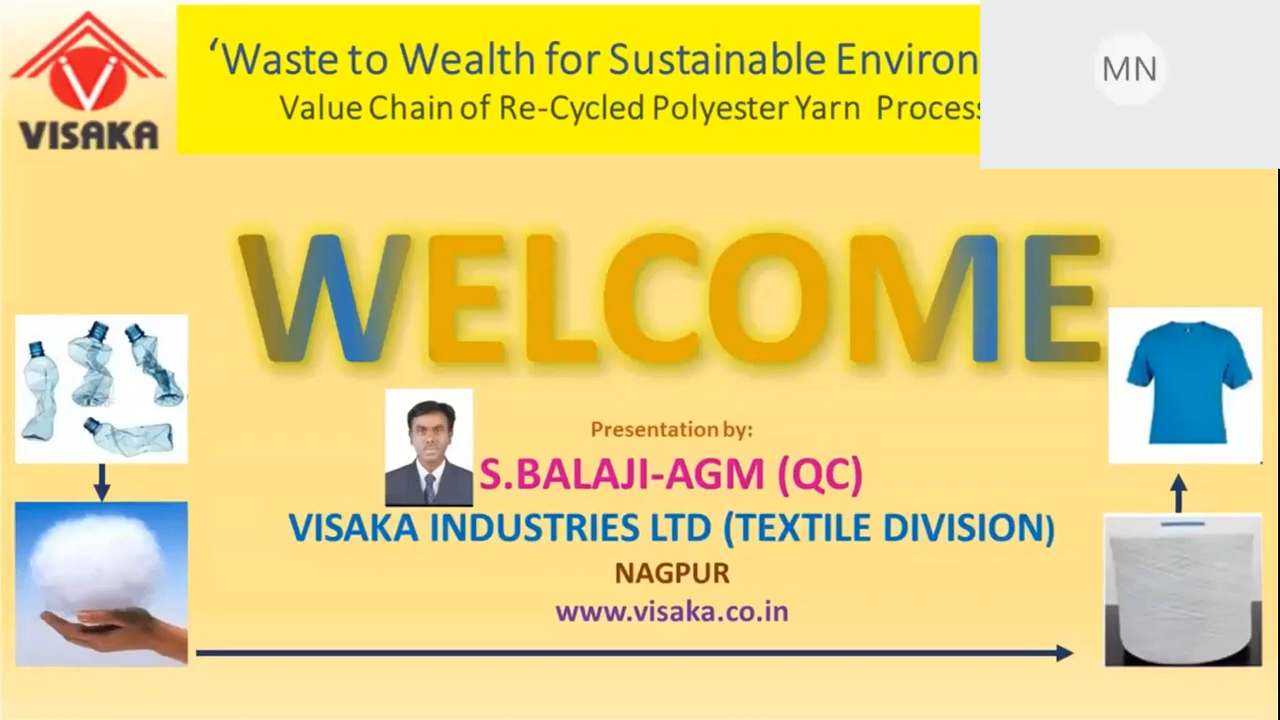 VISAKA
‘Waste to Wealth for Sustainable Environ
Value Chain of Re-Cycled Polyester Yarn Process
MN
WELCOME
Presentation by:
S.BALAJI-AGM (QC)
VISAKA INDUSTRIES LTD (TEXTILE DIVISION)
NAGPUR
www.visaka.co.in